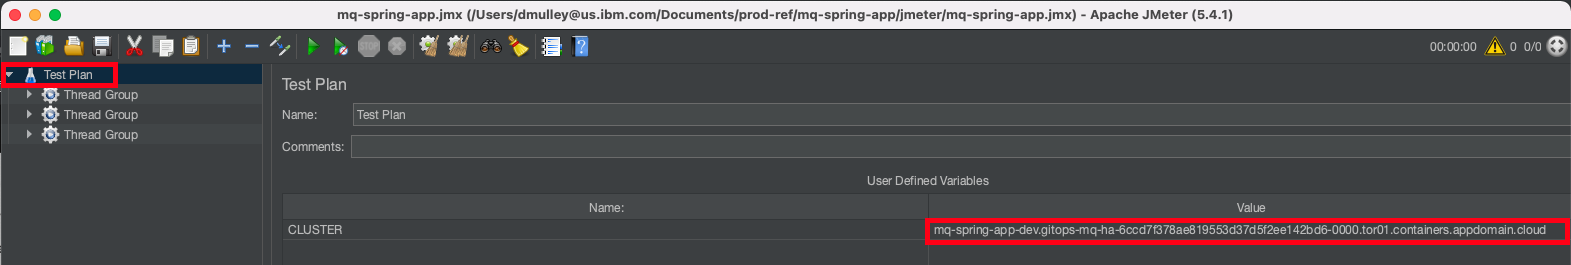 mq-spring-app.jmx (/Users/dmulley@us.ibm.com/Documents/prod-ref/mq-spring-app/jmeter/mq-spring-app.jmx) - Apache JMeter (5.4.1)
STOP
00:00:00 0 0/0
Test Plan
Thread Group
Thread Group
Thread Group
Test Plan
Name: Test Plan
Comments:
User Defined Variables
Name: Value
CLUSTER mq-spring-app-dev.gitops-mq-ha-6ccd7f378ae819553d37d5f2ee142bd6-0000.tor01.containers.appdomain.cloud